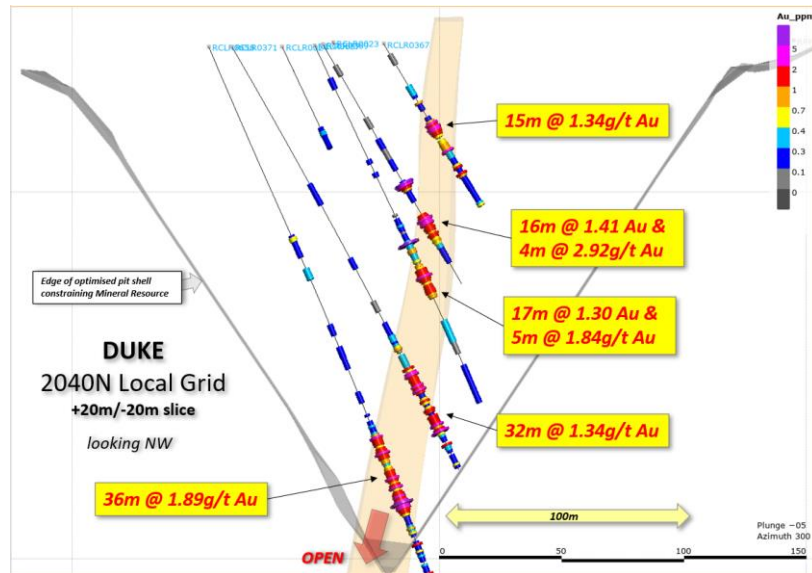 RCLR0371
RCLR0367
Au_ppm
5
2
1
0.7
0.4
0.3
0.1
0
15m @ 1.34g/t Au
16m @ 1.41 Au &
4m @ 2.92g/t Au
Edge of optimised pit shell
constraining Mineral Resource
17m @ 1.30 Au &
5m @ 1.84g/t Au
DUKE
2040N Local Grid
+20m/-20m slice
looking NW
32m @ 1.34g/t Au
36m @ 1.89g/t Au
100m
Plunge -05
Azimuth 300
OPEN
0
50
100
150